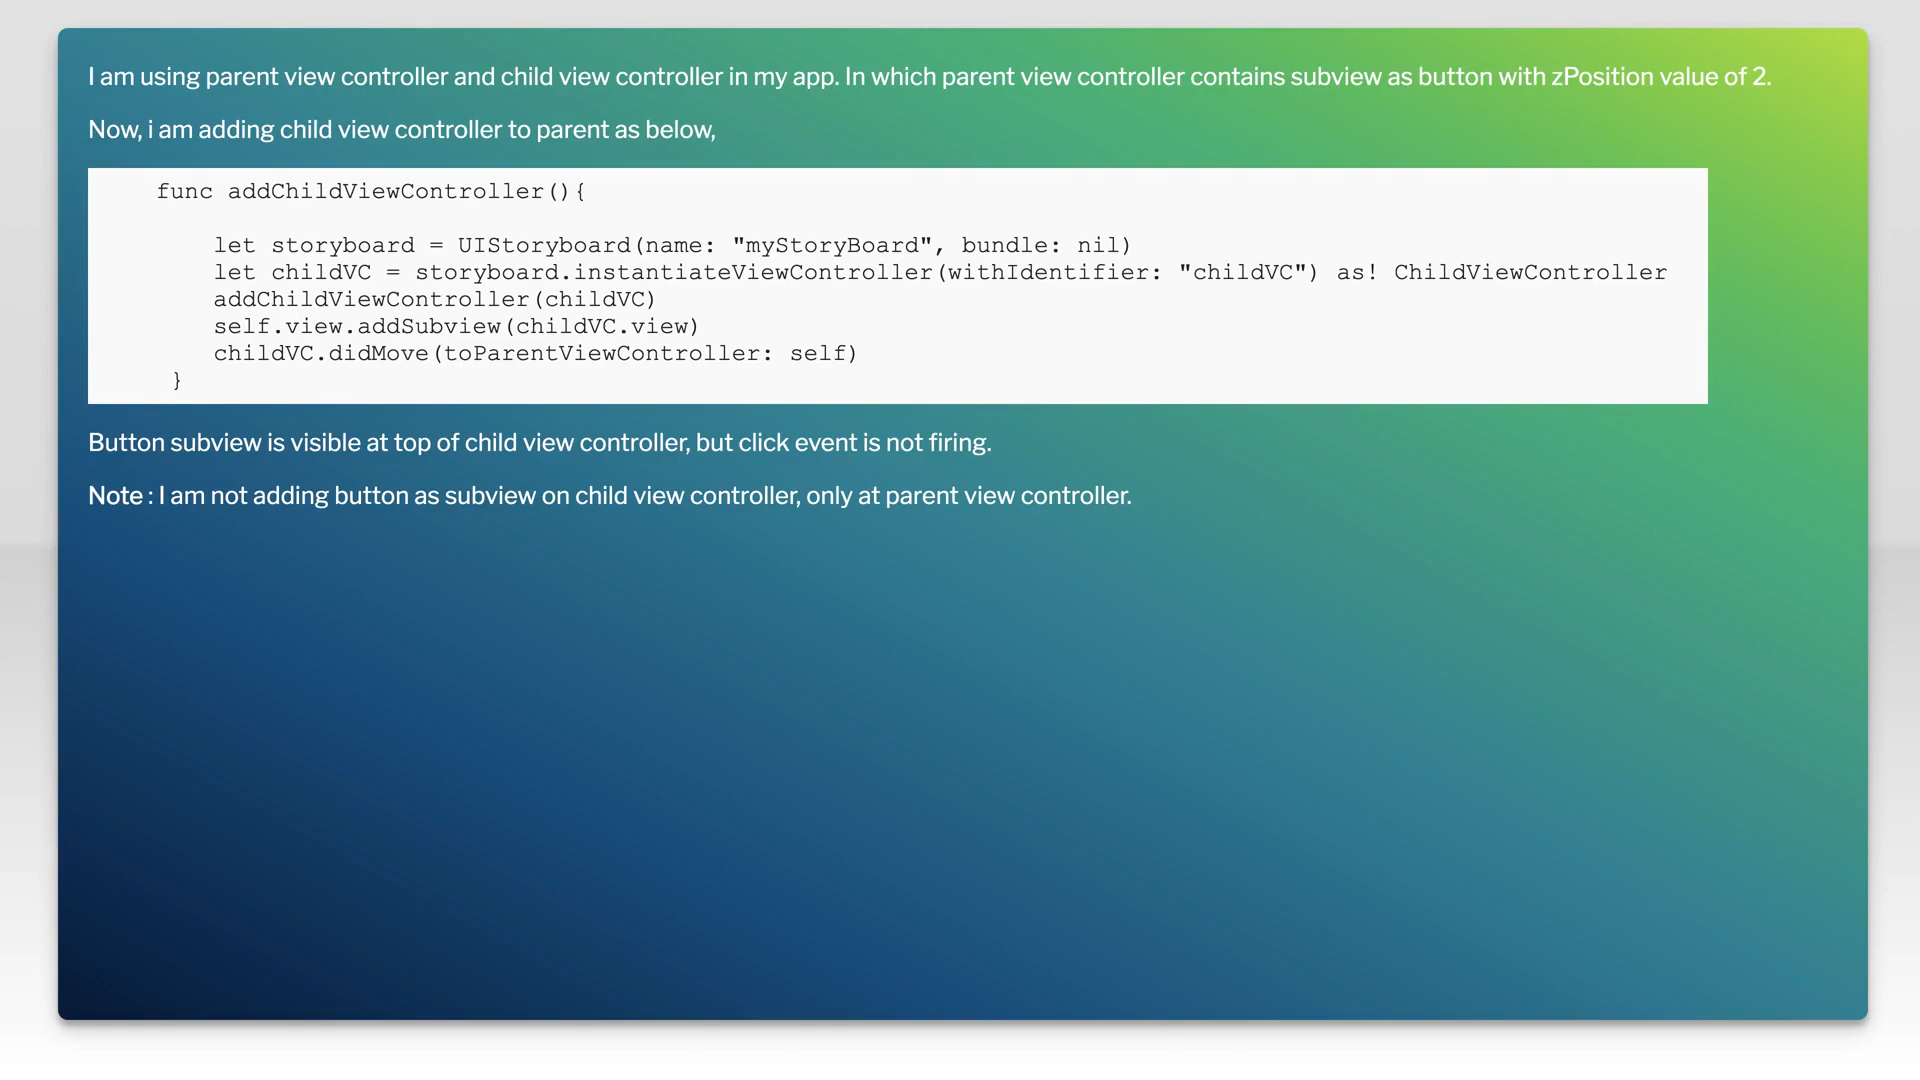 I am using parent view controller and child view controller in my app. In which parent view controller contains subview as button with zPosition value of 2.
Now, i am adding child view controller to parent as below,
func addChildViewController(){
let storyboard = UIStoryboard(name: "myStoryBoard", bundle: nil)
let childVC = storyboard.instantiateViewController(withIdentifier: "childVC") as! ChildViewController
addChildViewController(childVC)
self.view.addSubview(childVC.view)
childVC.didMove(toParentViewController: self)
}
Button subview is visible at top of child view controller, but click event is not firing.
Note : I am not adding button as subview on child view controller, only at parent view controller.